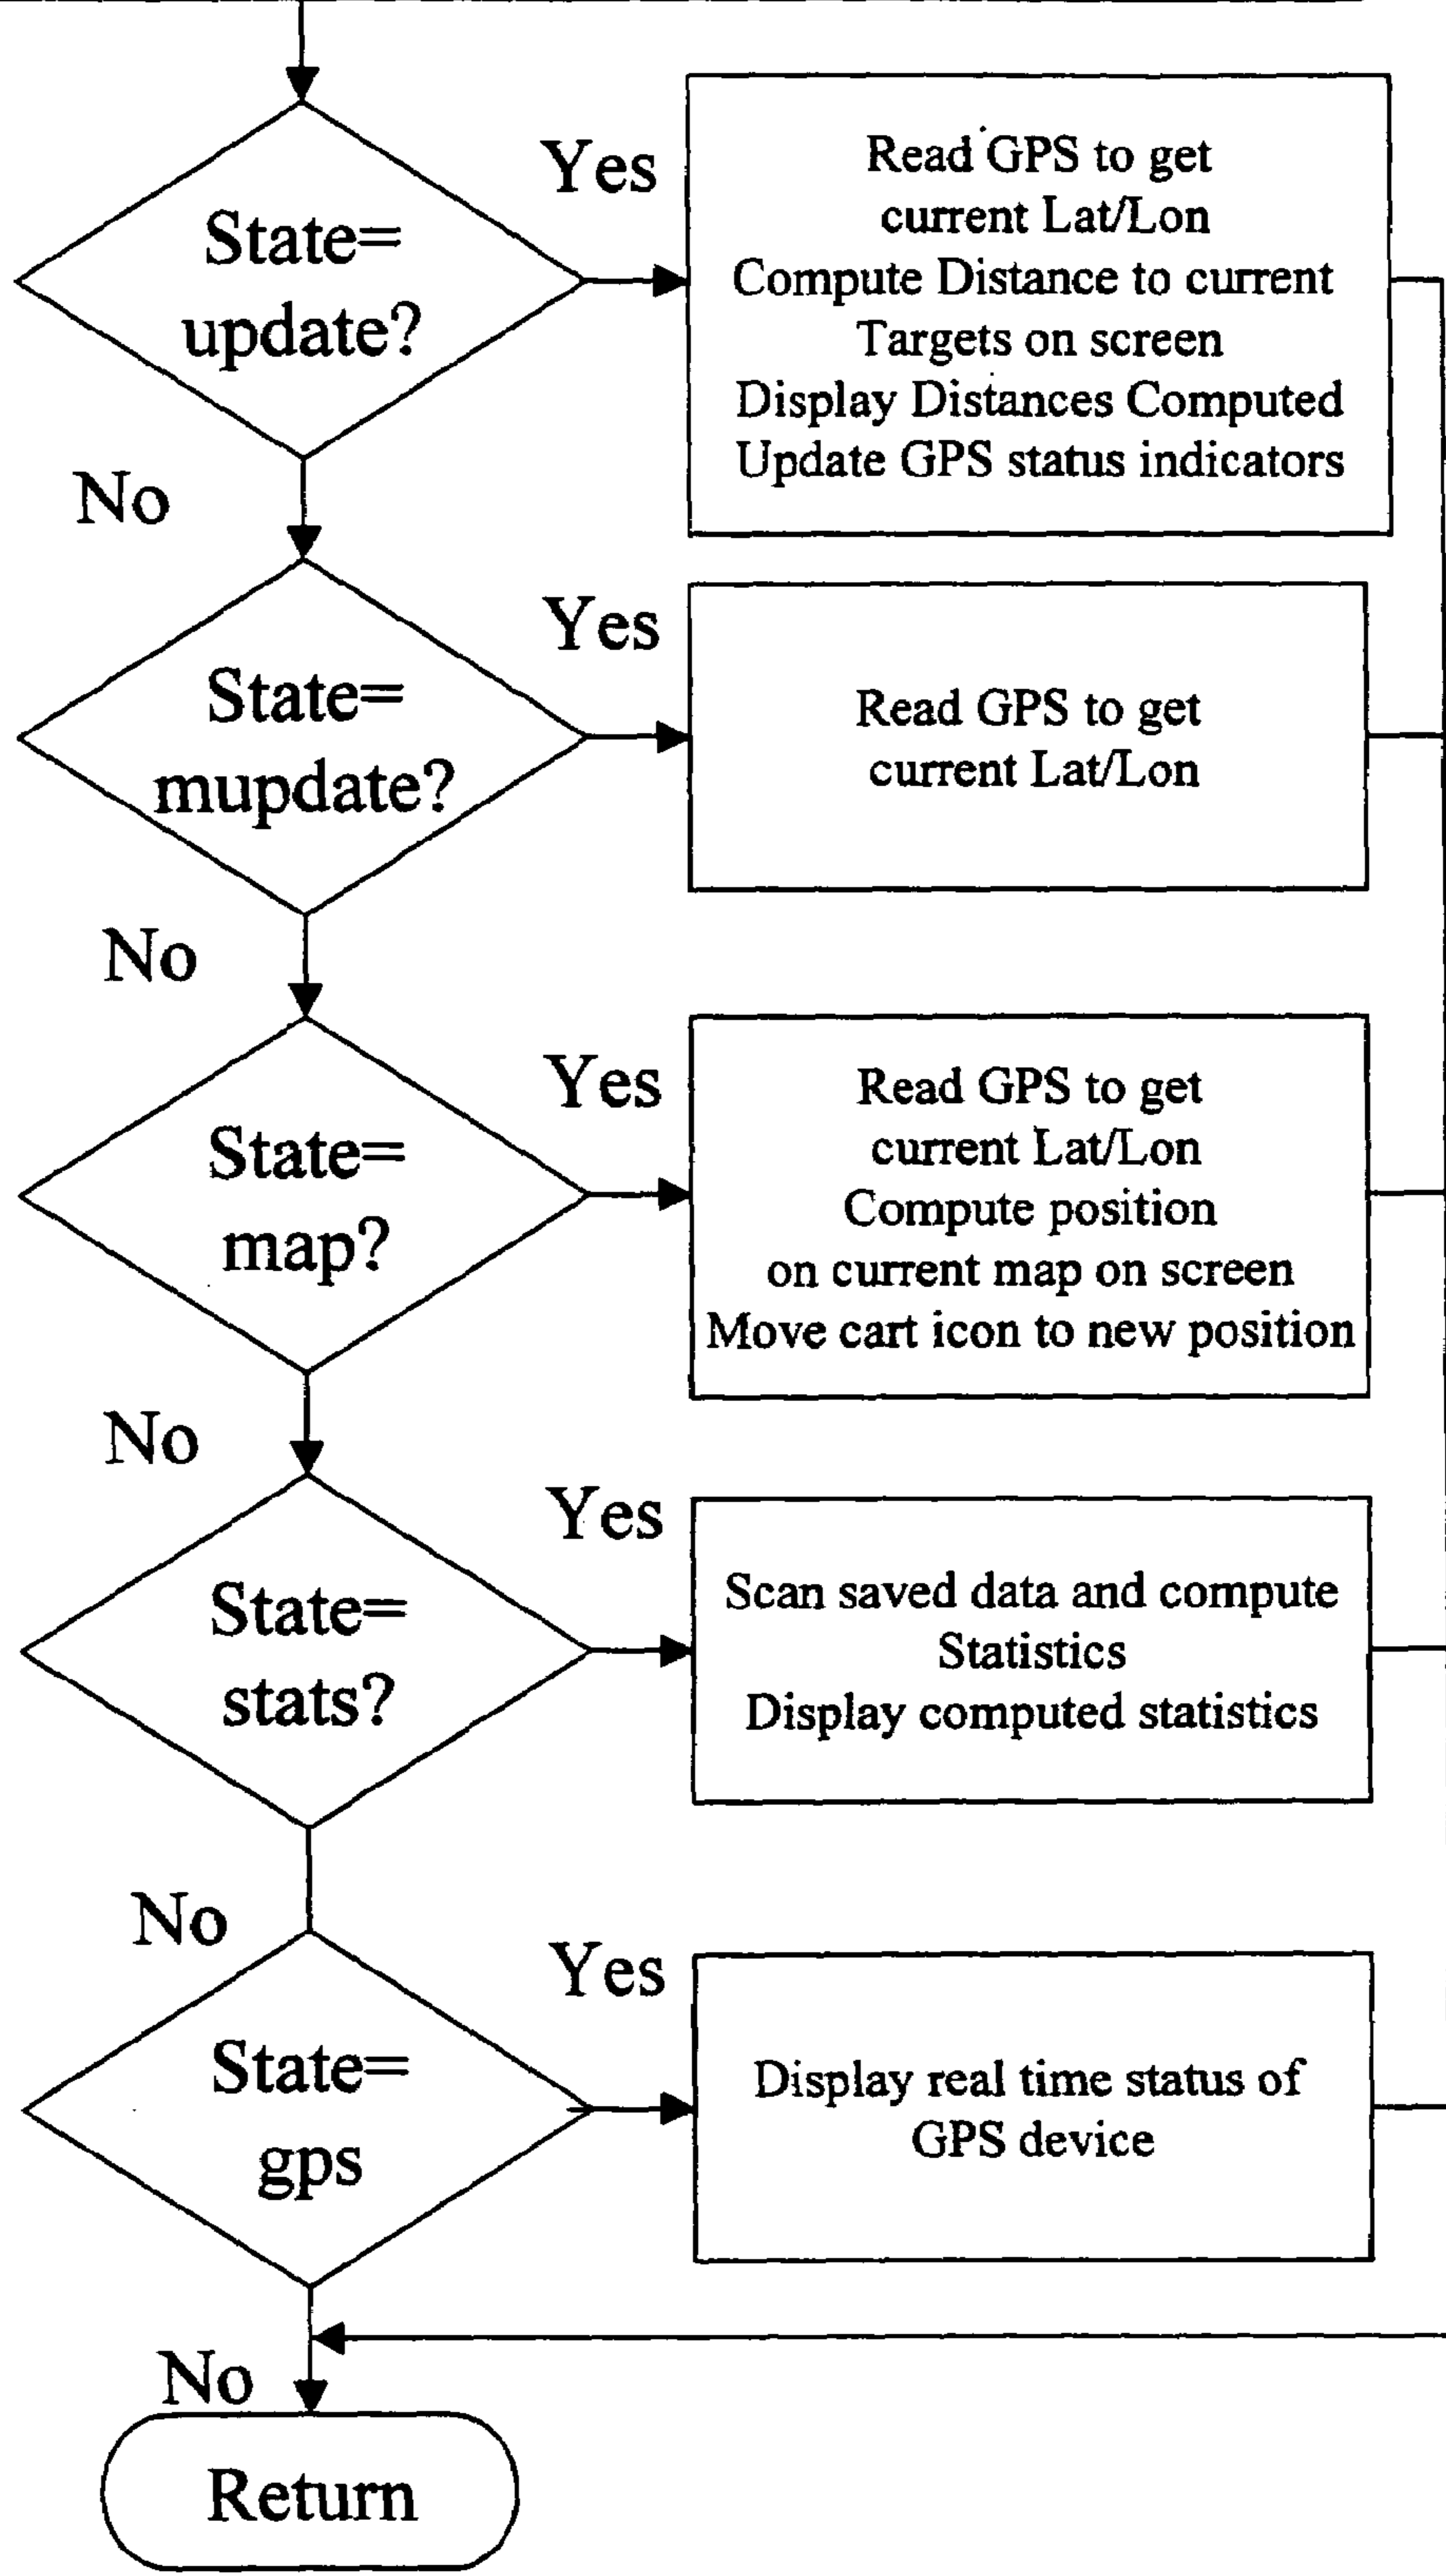 State=
update?
Yes
Read GPS to get
current Lat/Lon
Compute Distance to current
Targets on screen
Display Distances Computed
Update GPS status indicators
No
State=
mupdate?
Yes
Read GPS to get
current Lat/Lon
No
State=
map?
Yes
Read GPS to get
current Lat/Lon
Compute position
on current map on screen
Move cart icon to new position
No
State=
stats?
Yes
Scan saved data and compute
Statistics
Display computed statistics
No
State=
gps
Yes
Display real time status of
GPS device
No
Return